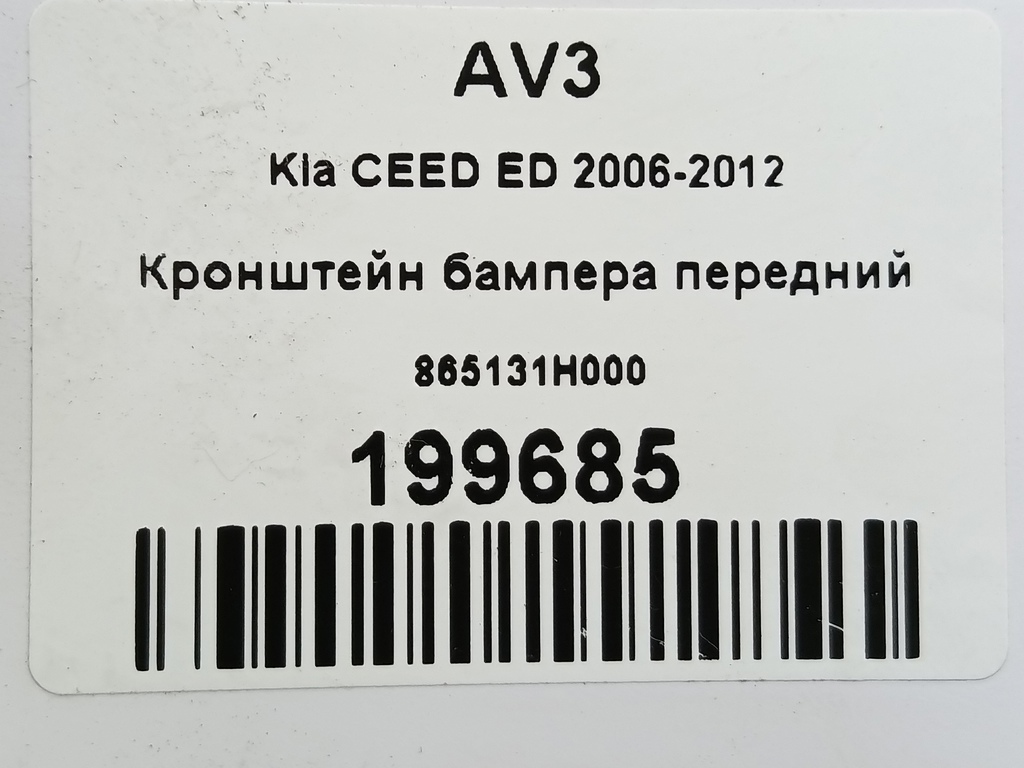 AV3
Kia CEED ED 2006-2012
Кронштейн бампера передний
865131H000
199685